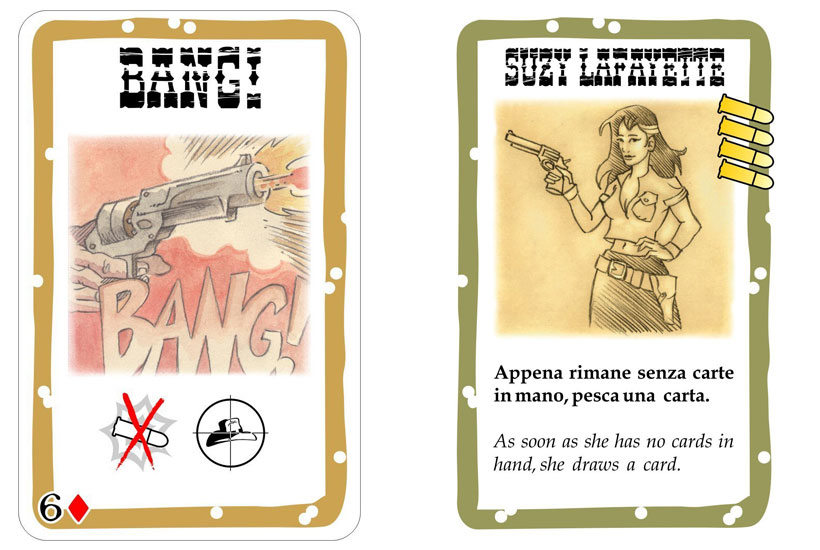 BANG!
BANG!
6♦
SUZY LAFAYETTE
Appena rimane senza carte
in mano, pesca una carta.
As soon as she has no cards in
hand, she draws a card.